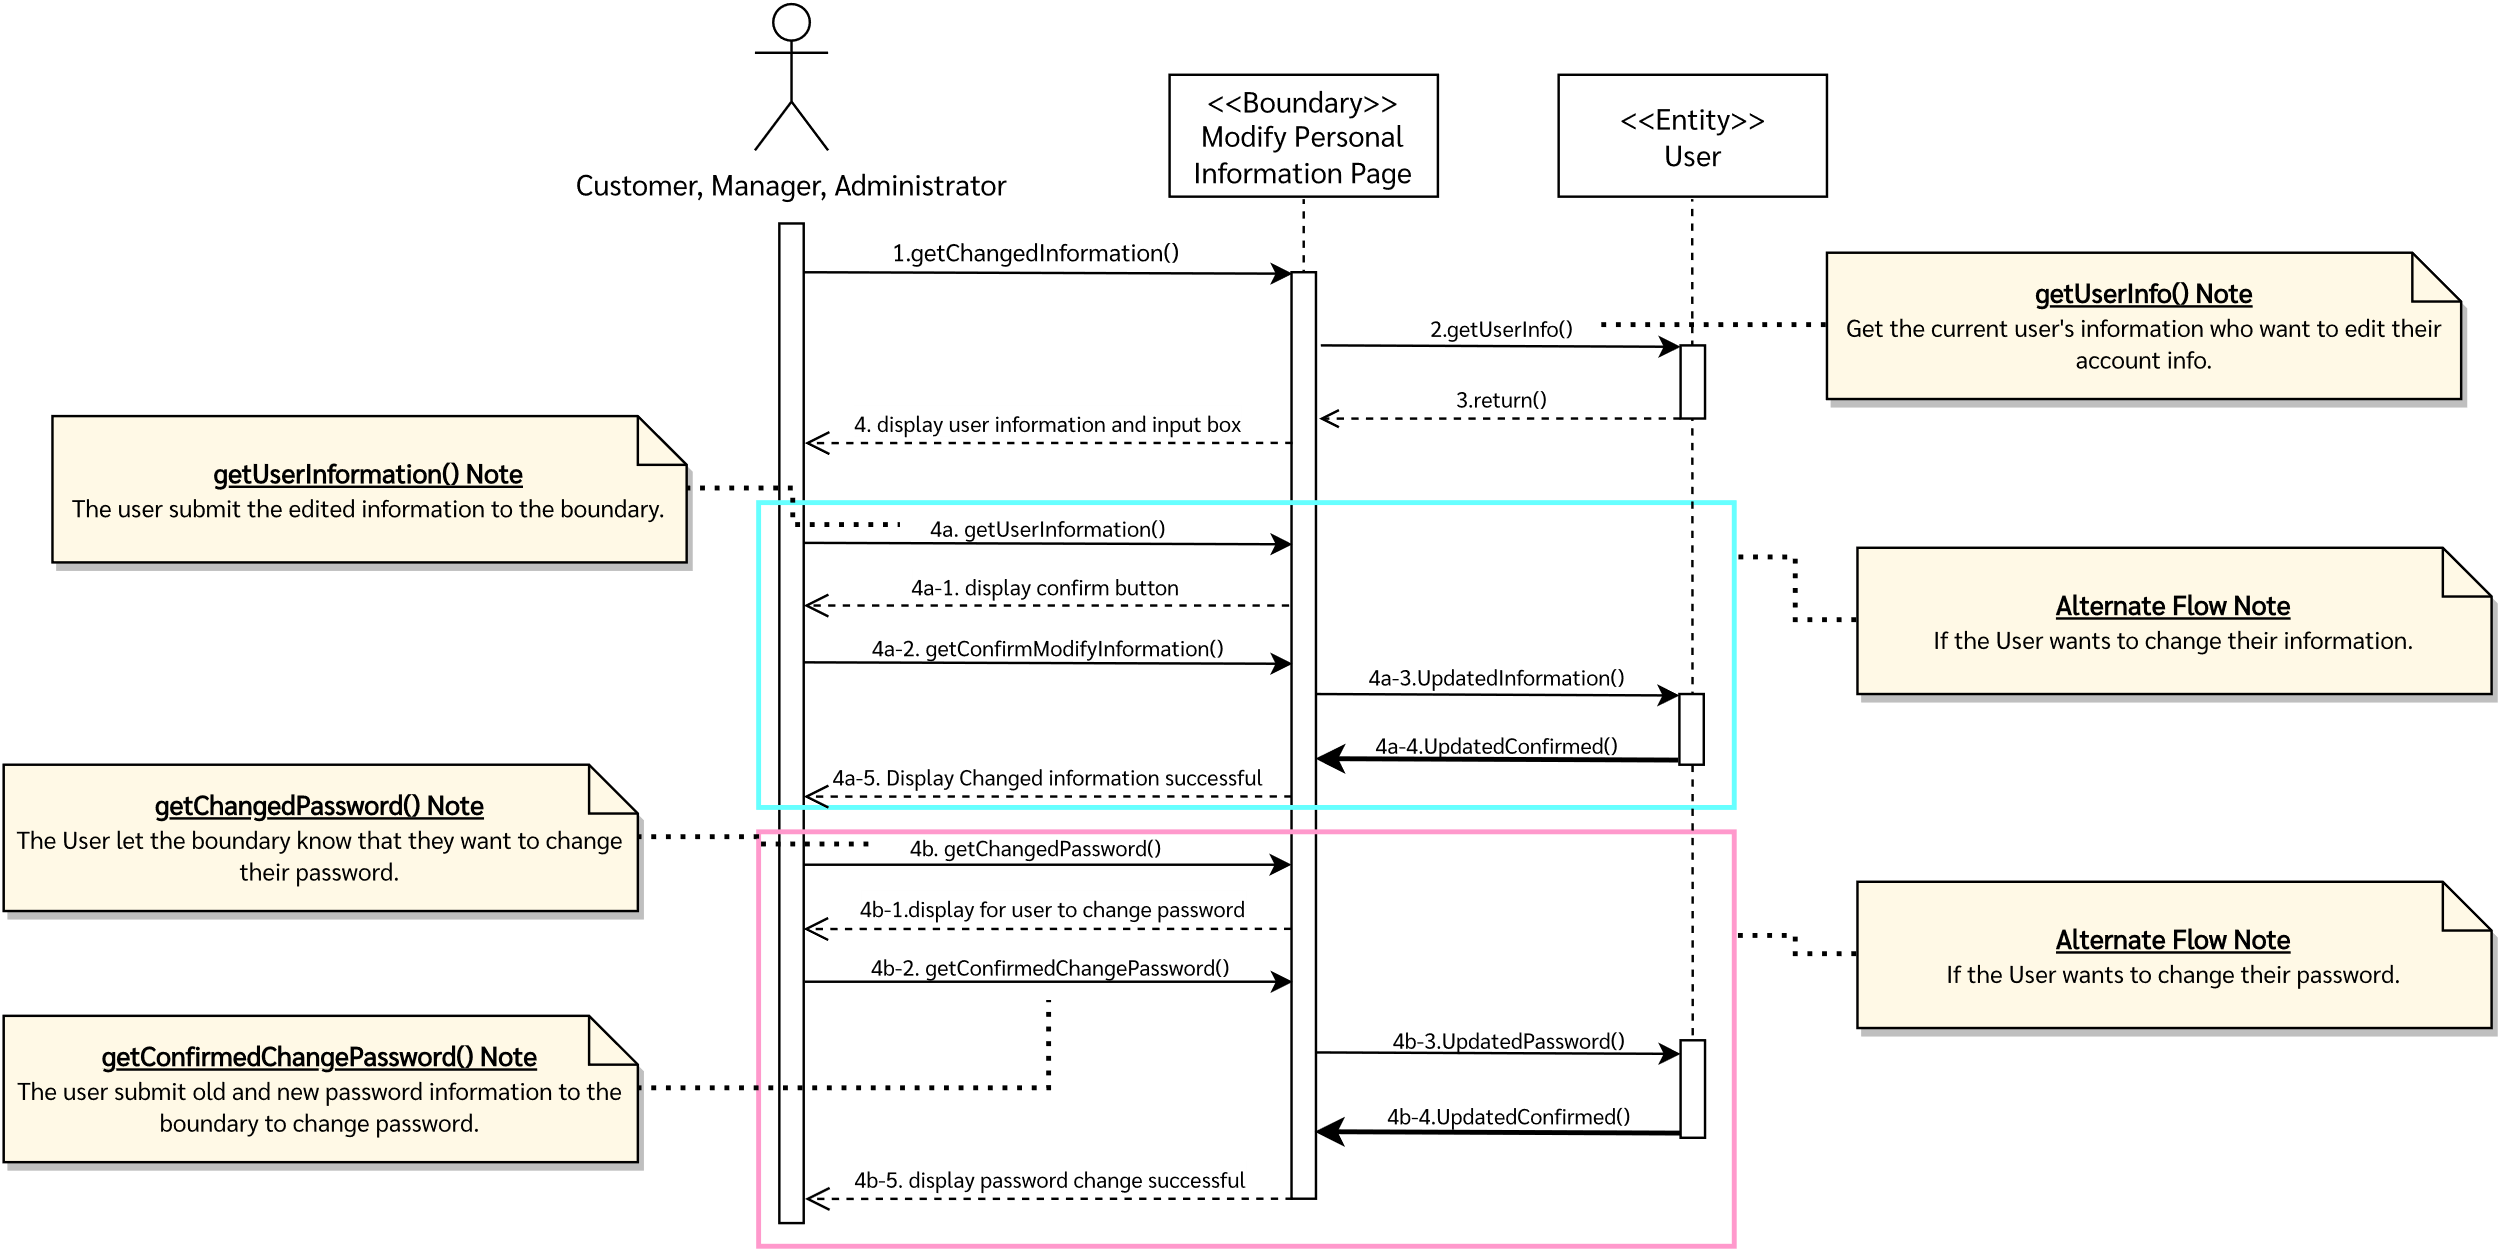 Customer, Manager, Administrator
<<Boundary>>
Modify Personal
Information Page
<<Entity>>
User
1.getChangedInformation()
getUserInfo() Note
Get the current user's information who want to edit their
account info.
2.getUserInfo()
3.return()
4. display user information and input box
getUserInformation() Note
The user submit the edited information to the boundary.
4a. getUserInformation()
4a-1. display confirm button
Alternate Flow Note
If the User wants to change their information.
4a-2. getConfirmModifyInformation()
4a-3.UpdatedInformation()
4a-4.UpdatedConfirmed()
4a-5. Display Changed information successful
getChangedPassword() Note
The User let the boundary know that they want to change
their password.
4b. getChangedPassword()
4b-1.display for user to change password
Alternate Flow Note
If the User wants to change their password.
4b-2. getConfirmedChangePassword()
getConfirmedChangePassword() Note
The user submit old and new password information to the
boundary to change password.
4b-3.UpdatedPassword()
4b-4.UpdatedConfirmed()
4b-5. display password change successful